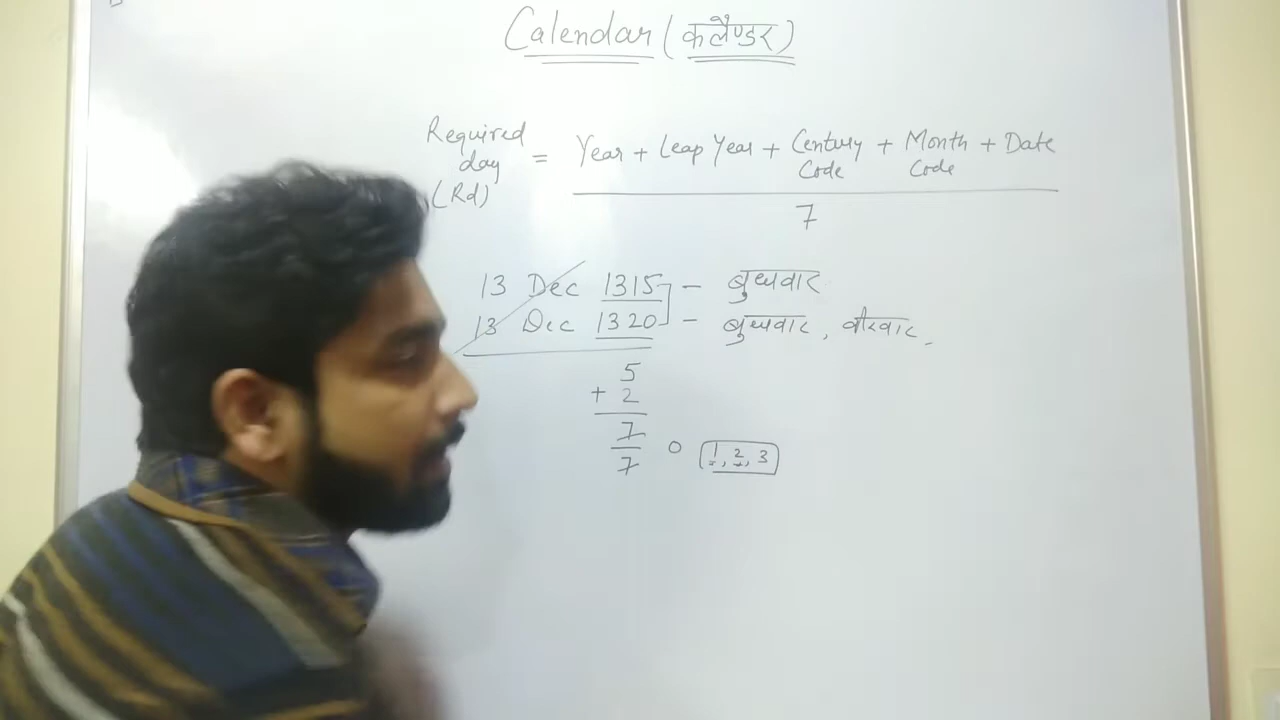 Calendar (कलैण्डर)
Required day (Rd) = Year + Leap Year + Century Code + Month Code + Date
7
13 Dec 1315 - बुधवार
13 Dec 1320 - बुधवार, वीरवार,
5
+ 2
7
7
0 1, 2, 3